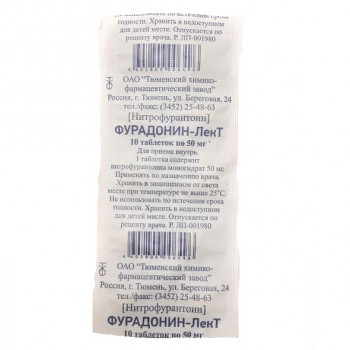 годности. Хранить в недоступном
для детей месте. Отпускается по
рецепту врача. Р. ЛП-001980
ОАО "Тюменский химико-
фармацевтический завод"
Россия, г. Тюмень, ул. Береговая, 24
тел./факс: (3452) 25-48-63
[Нитрофурантоин]
ФУРАДОНИН-ЛекТ
10 таблеток по 50 мг
Для приема внутрь.
1 таблетка содержит
нитрофурантоина моногидрат 50 мг.
Применять по назначению врача.
Хранить в защищенном от света
месте при температуре не выше 25°С.
Не использовать по истечении срока
годности. Хранить в недоступном
для детей месте. Отпускается по
рецепту врача. Р. ЛП-001980
ОАО "Тюменский химико-
фармацевтический завод"
Россия, г. Тюмень, ул. Береговая, 24
тел./факс: (3452) 25-48-63
[Нитрофурантоин]
ФУРАДОНИН-ЛекТ
10 таблеток по 50 мг